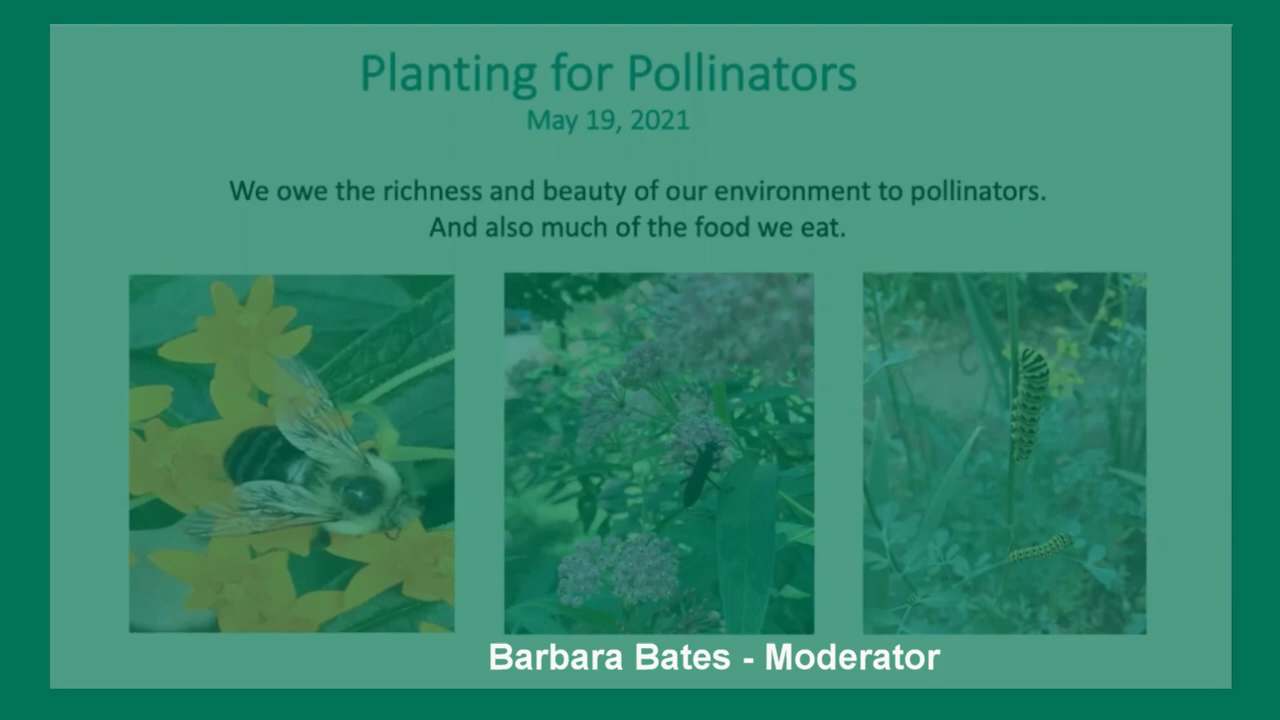 Planting for Pollinators
May 19, 2021
We owe the richness and beauty of our environment to pollinators.
And also much of the food we eat.
Barbara Bates - Moderator